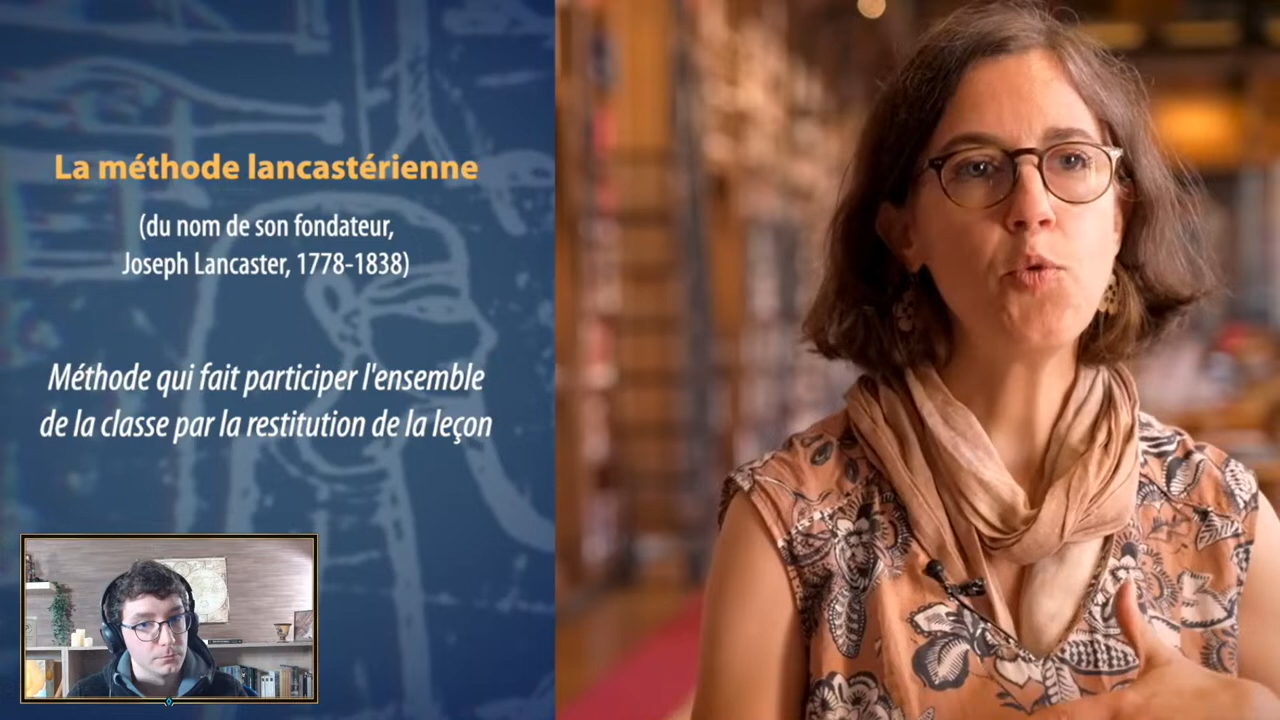 La méthode lancastérienne
(du nom de son fondateur,
Joseph Lancaster, 1778-1838)
Méthode qui fait participer l'ensemble
de la classe par la restitution de la leçon